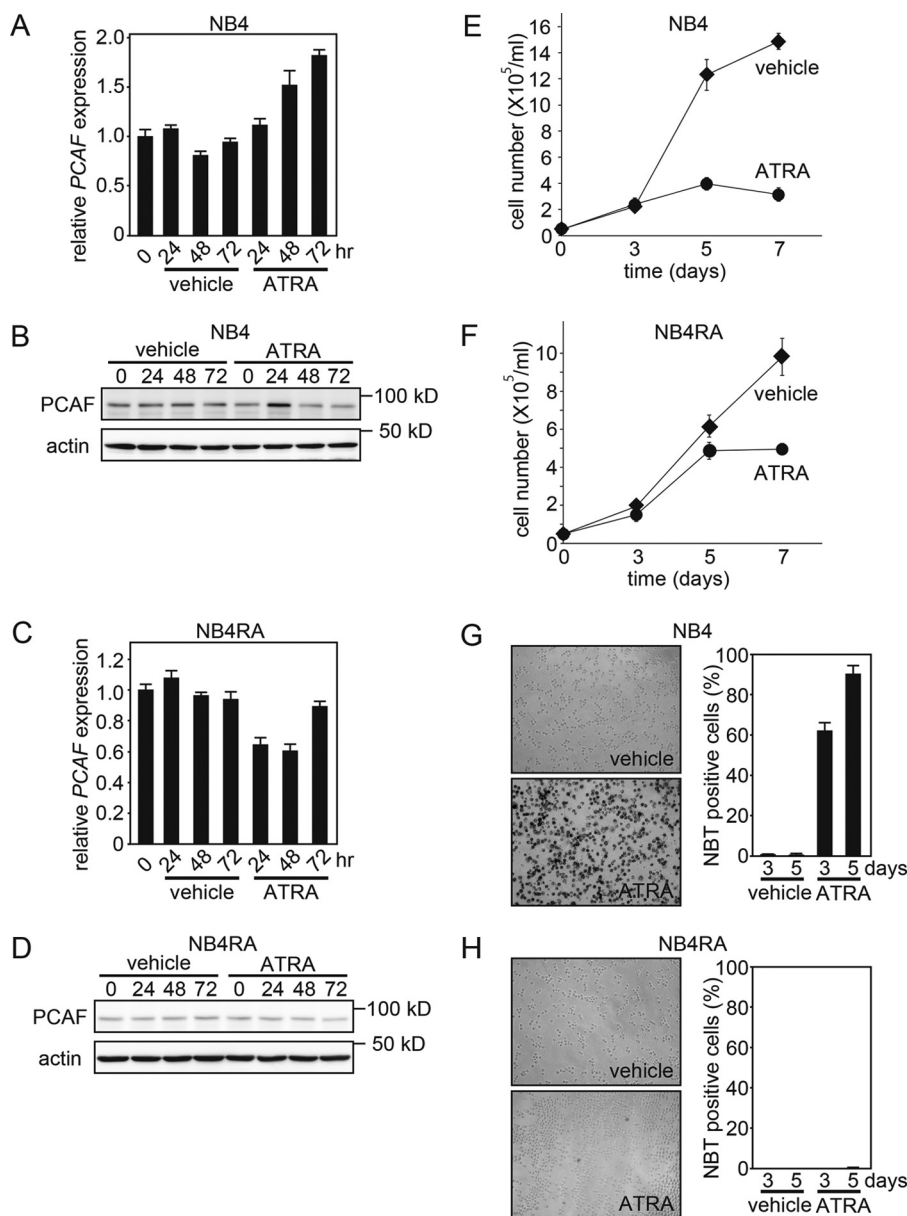 A
NB4
relative PCAF expression
2.0
1.5
1.0
0.5
0
0 24 48 72 24 48 72 hr
vehicle ATRA
B
NB4
vehicle ATRA
0 24 48 72 0 24 48 72
PCAF
100 kD
50 kD
actin
C
NB4RA
relative PCAF expression
1.2
1.0
0.8
0.6
0.4
0.2
0
0 24 48 72 24 48 72 hr
vehicle ATRA
D
NB4RA
vehicle ATRA
0 24 48 72 0 24 48 72
PCAF
100 kD
50 kD
actin
E
NB4
cell number (X10⁵/ml)
16
14
12
10
8
6
4
2
0
vehicle
ATRA
0 3 5 7
time (days)
F
NB4RA
cell number (X10⁵/ml)
10
8
6
4
2
0
vehicle
ATRA
0 3 5 7
time (days)
G
NB4
vehicle
ATRA
NBT positive cells (%)
100
80
60
40
20
0
3 5 3 5 days
vehicle ATRA
H
NB4RA
vehicle
ATRA
NBT positive cells (%)
100
80
60
40
20
0
3 5 3 5 days
vehicle ATRA